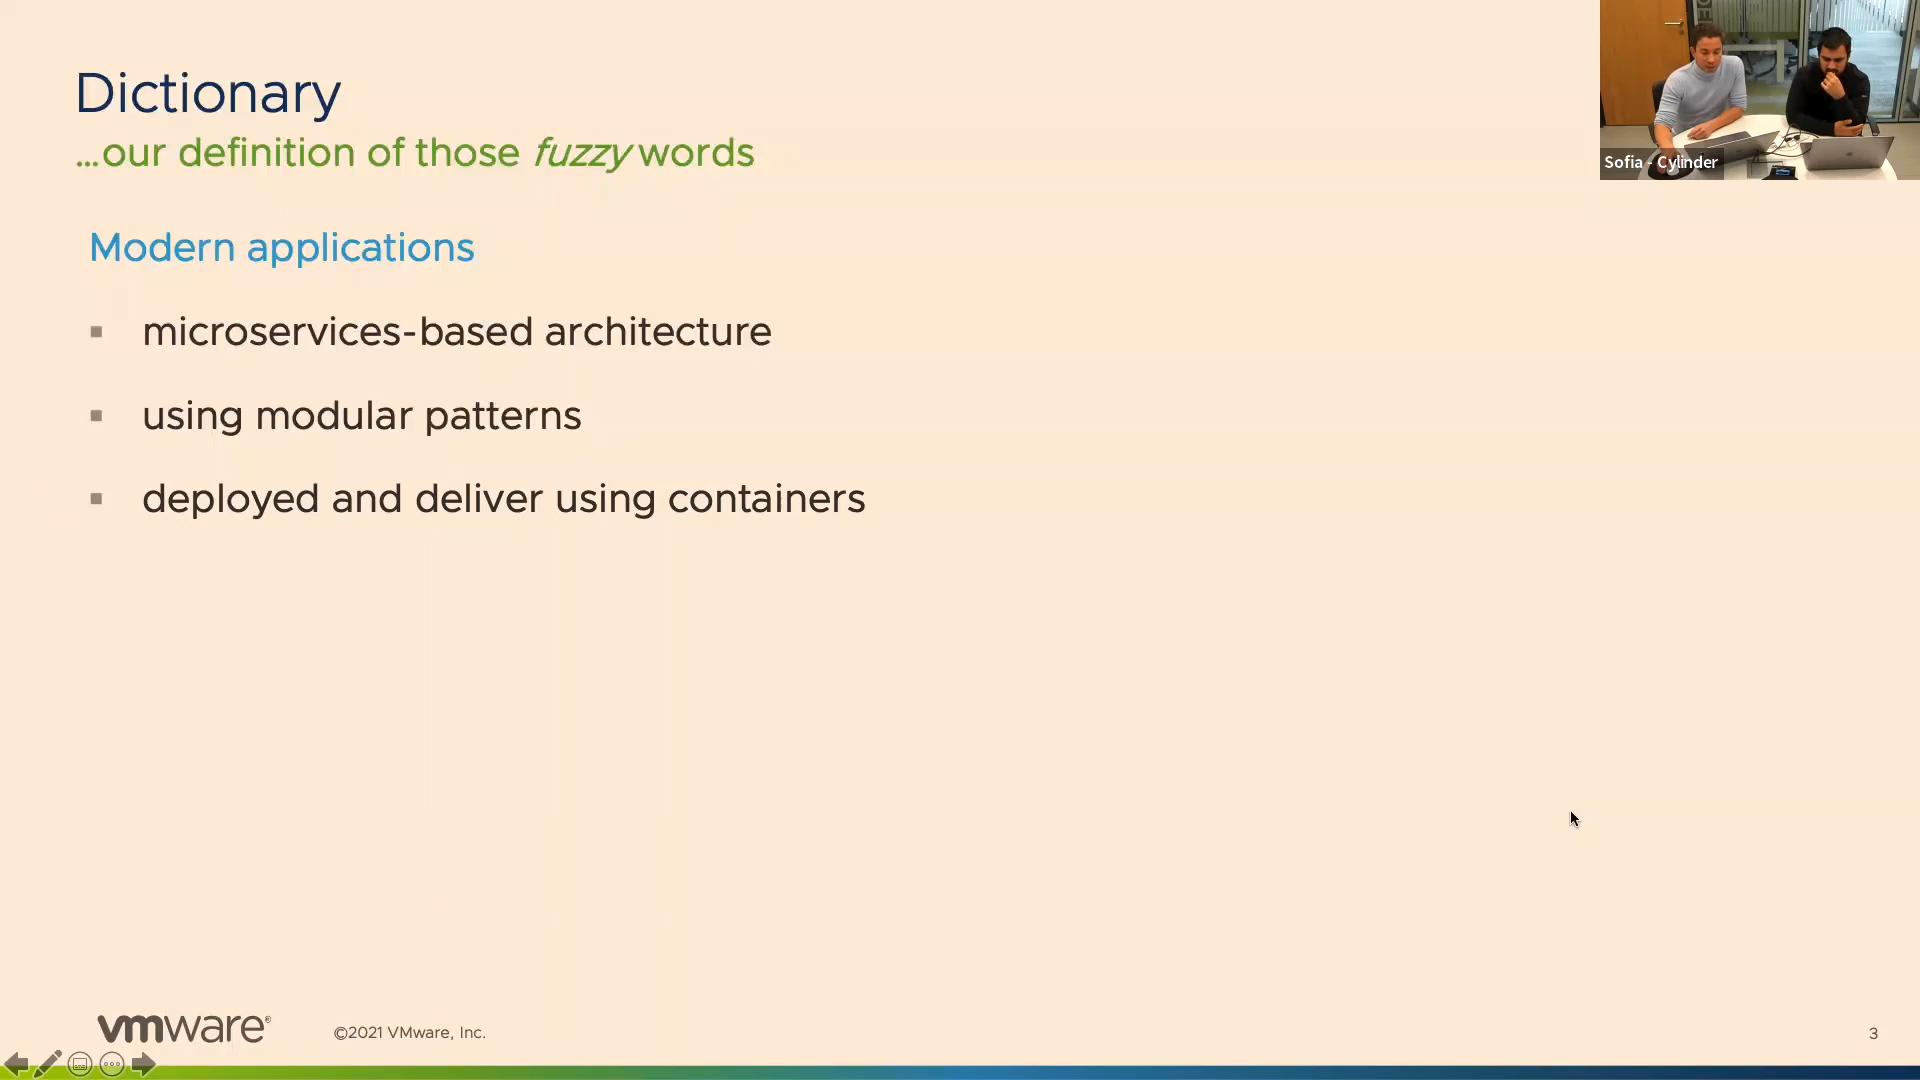 Dictionary
...our definition of those fuzzy words
Modern applications
▪ microservices-based architecture
▪ using modular patterns
▪ deployed and deliver using containers
Sofia - Cylinder
vmware®
©2021 VMware, Inc.
3